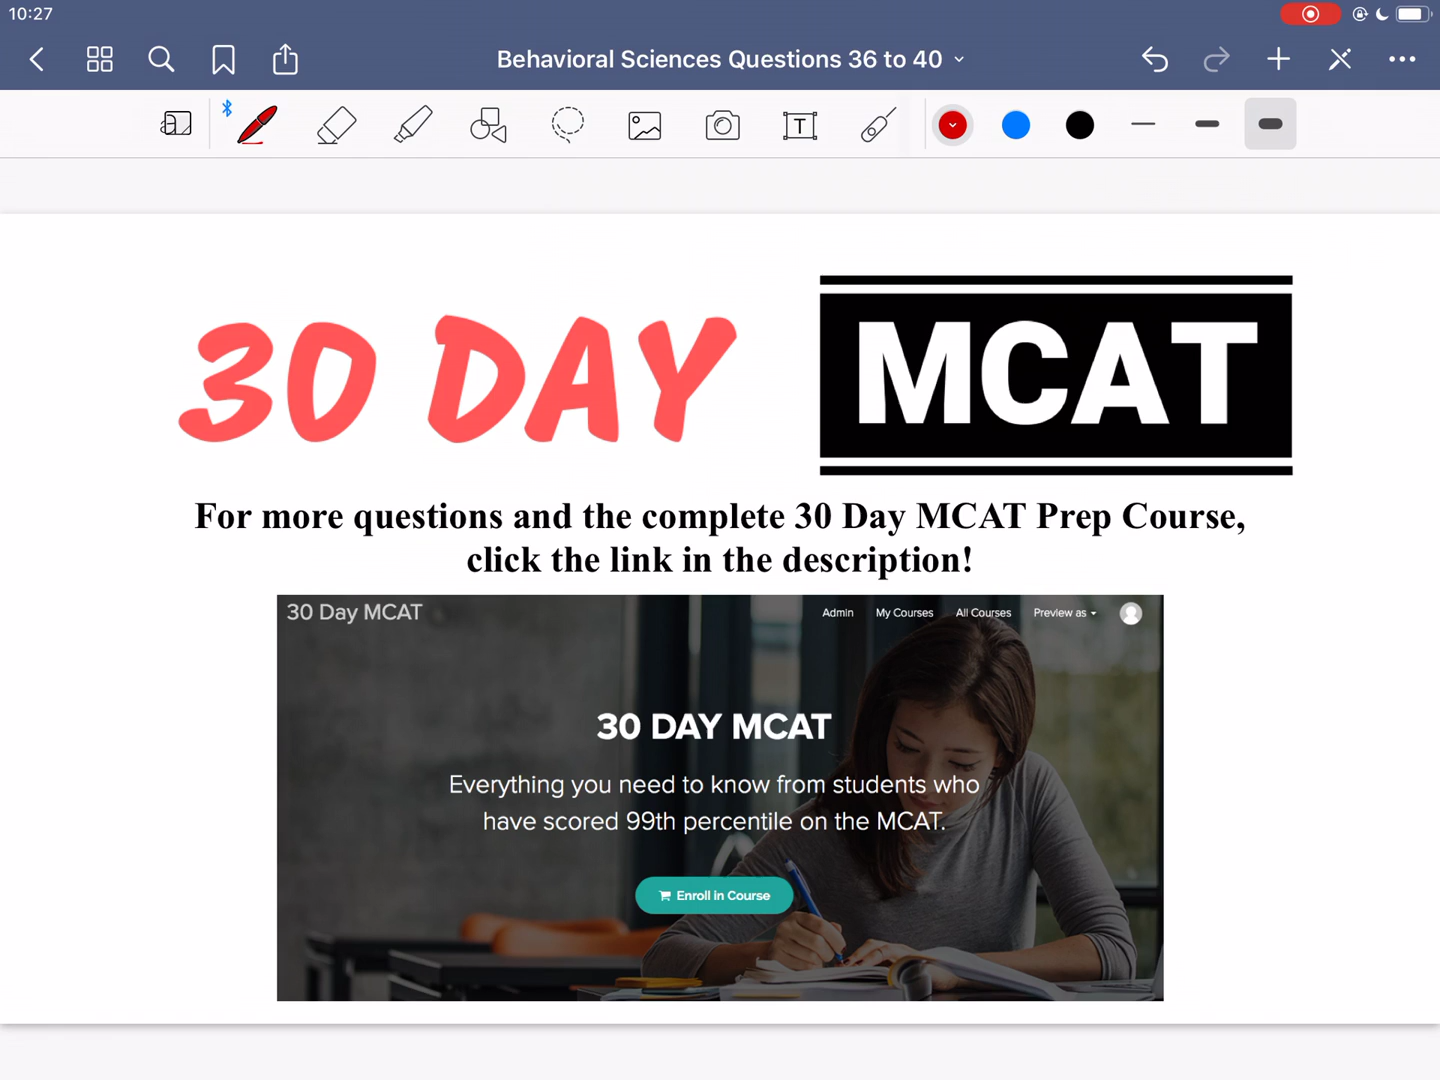 10:27
Behavioral Sciences Questions 36 to 40
a
T
30 DAY MCAT
For more questions and the complete 30 Day MCAT Prep Course,
click the link in the description!
30 Day MCAT Admin My Courses All Courses Preview as
30 DAY MCAT
Everything you need to know from students who
have scored 99th percentile on the MCAT.
Enroll in Course